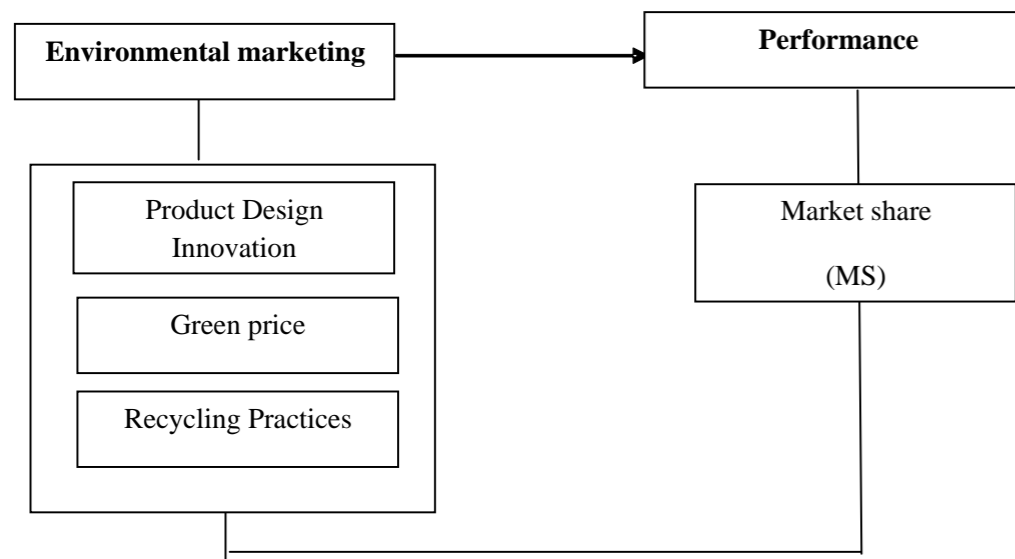 Environmental marketing
Performance
Product Design
Innovation
Green price
Recycling Practices
Market share
(MS)